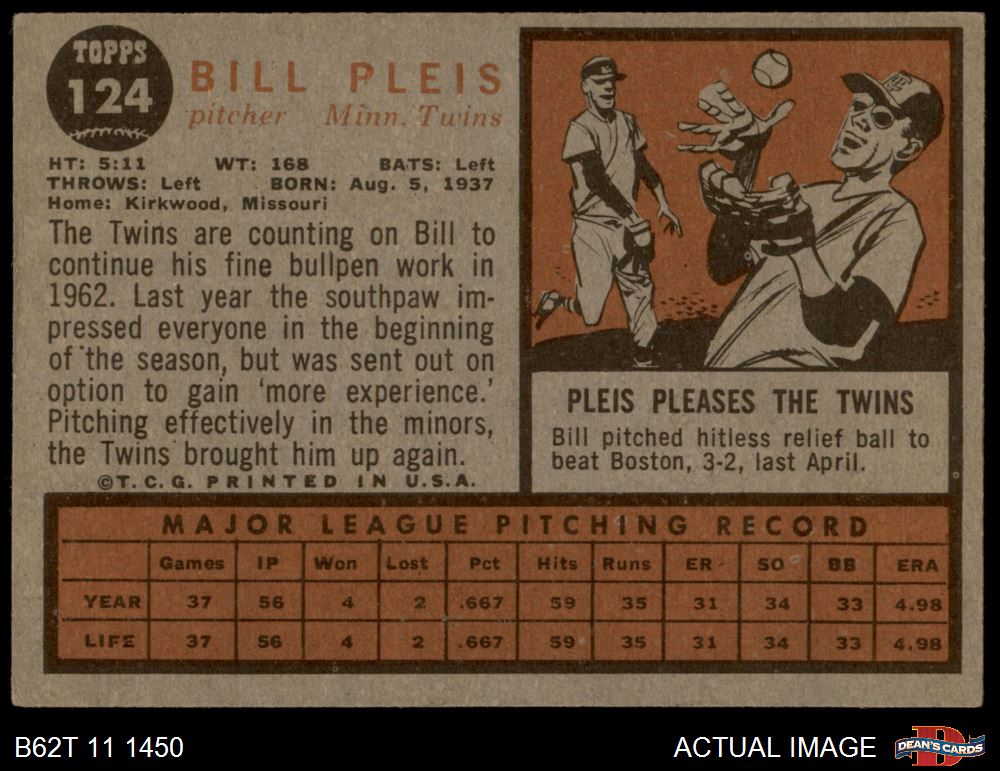 TOPPS
124
BILL PLEIS
pitcher Minn. Twins
HT: 5:11 WT: 168 BATS: Left
THROWS: Left BORN: Aug. 5, 1937
Home: Kirkwood, Missouri
The Twins are counting on Bill to
continue his fine bullpen work in
1962. Last year the southpaw im-
pressed everyone in the beginning
of the season, but was sent out on
option to gain 'more experience.'
Pitching effectively in the minors,
the Twins brought him up again.
©T.C.G. PRINTED IN U.S.A.
PLEIS PLEASES THE TWINS
Bill pitched hitless relief ball to
beat Boston, 3-2, last April.
MAJOR LEAGUE PITCHING RECORD
Games IP Won Lost Pct Hits Runs ER SO BB ERA
YEAR 37 56 4 2 .667 59 35 31 34 33 4.98
LIFE 37 56 4 2 .667 59 35 31 34 33 4.98
B62T 11 1450 ACTUAL IMAGE DEAN'S CARDS